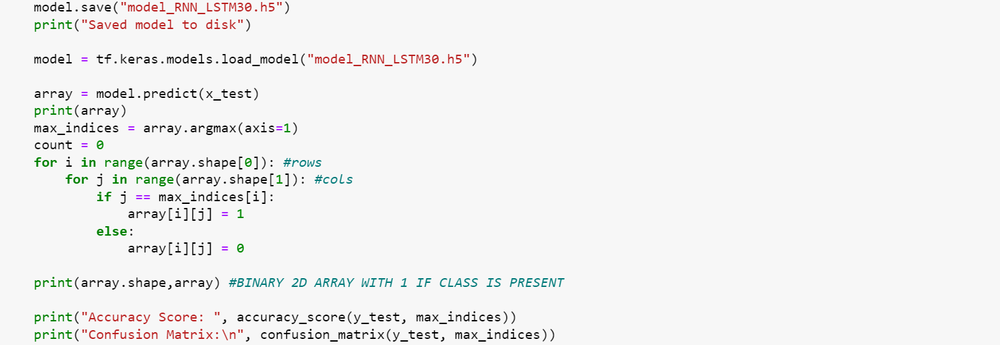 model.save("model_RNN_LSTM30.h5")
print("Saved model to disk")
model = tf.keras.models.load_model("model_RNN_LSTM30.h5")
array = model.predict(x_test)
print(array)
max_indices = array.argmax(axis=1)
count = 0
for i in range(array.shape[0]): #rows
    for j in range(array.shape[1]): #cols
        if j == max_indices[i]:
            array[i][j] = 1
        else:
            array[i][j] = 0
print(array.shape,array) #BINARY 2D ARRAY WITH 1 IF CLASS IS PRESENT
print("Accuracy Score: ", accuracy_score(y_test, max_indices))
print("Confusion Matrix:\n", confusion_matrix(y_test, max_indices))